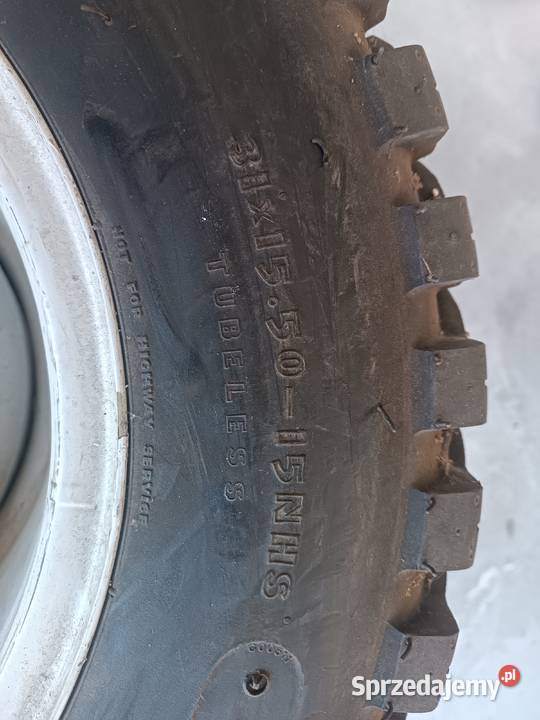 31x15.50-15NHS
TUBELESS
NOT FOR HIGHWAY SERVICE
Sprzedajemy.pl